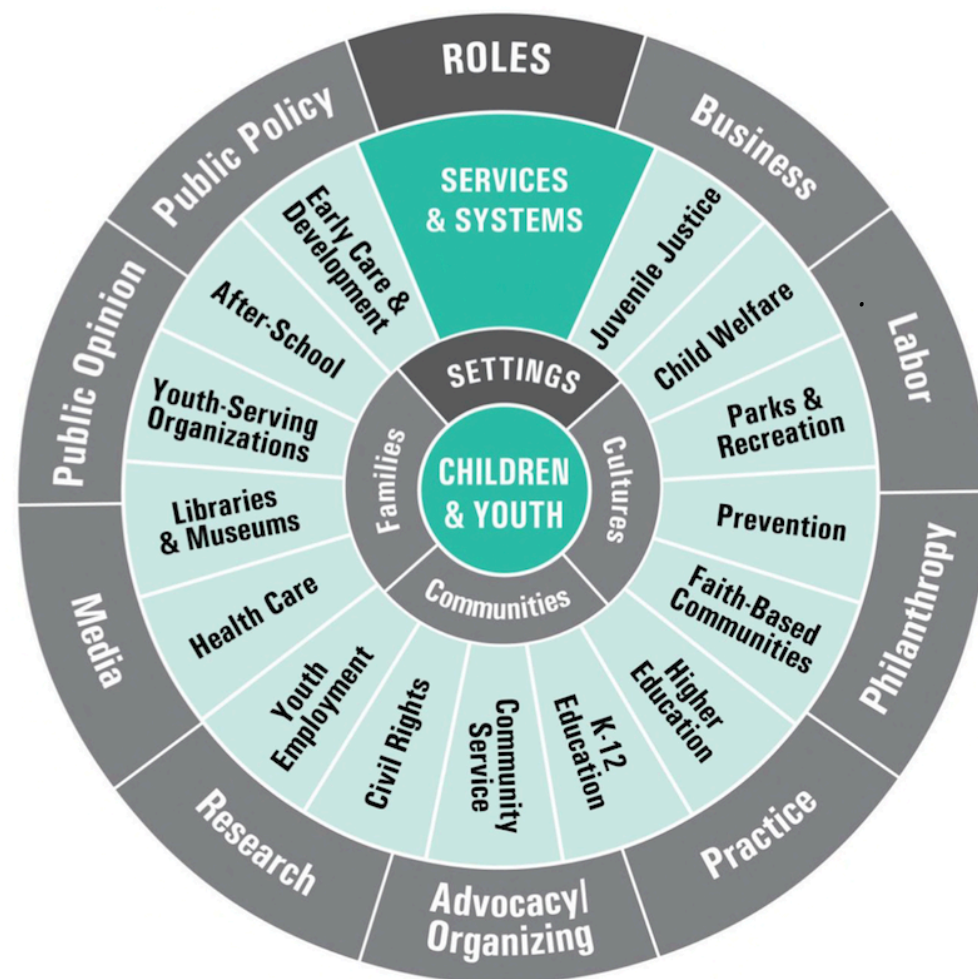 ROLES
Business
Labor
Philanthropy
Practice
Advocacy/
Organizing
Research
Media
Public Opinion
Public Policy
SERVICES
& SYSTEMS
Juvenile Justice
Child Welfare
Parks &
Recreation
Prevention
Faith-Based
Communities
Higher
Education
K-12
Education
Community
Service
Civil Rights
Youth
Employment
Health Care
Libraries
& Museums
Youth-Serving
Organizations
After-School
Early Care &
Development
SETTINGS
Cultures
Communities
Families
CHILDREN
& YOUTH